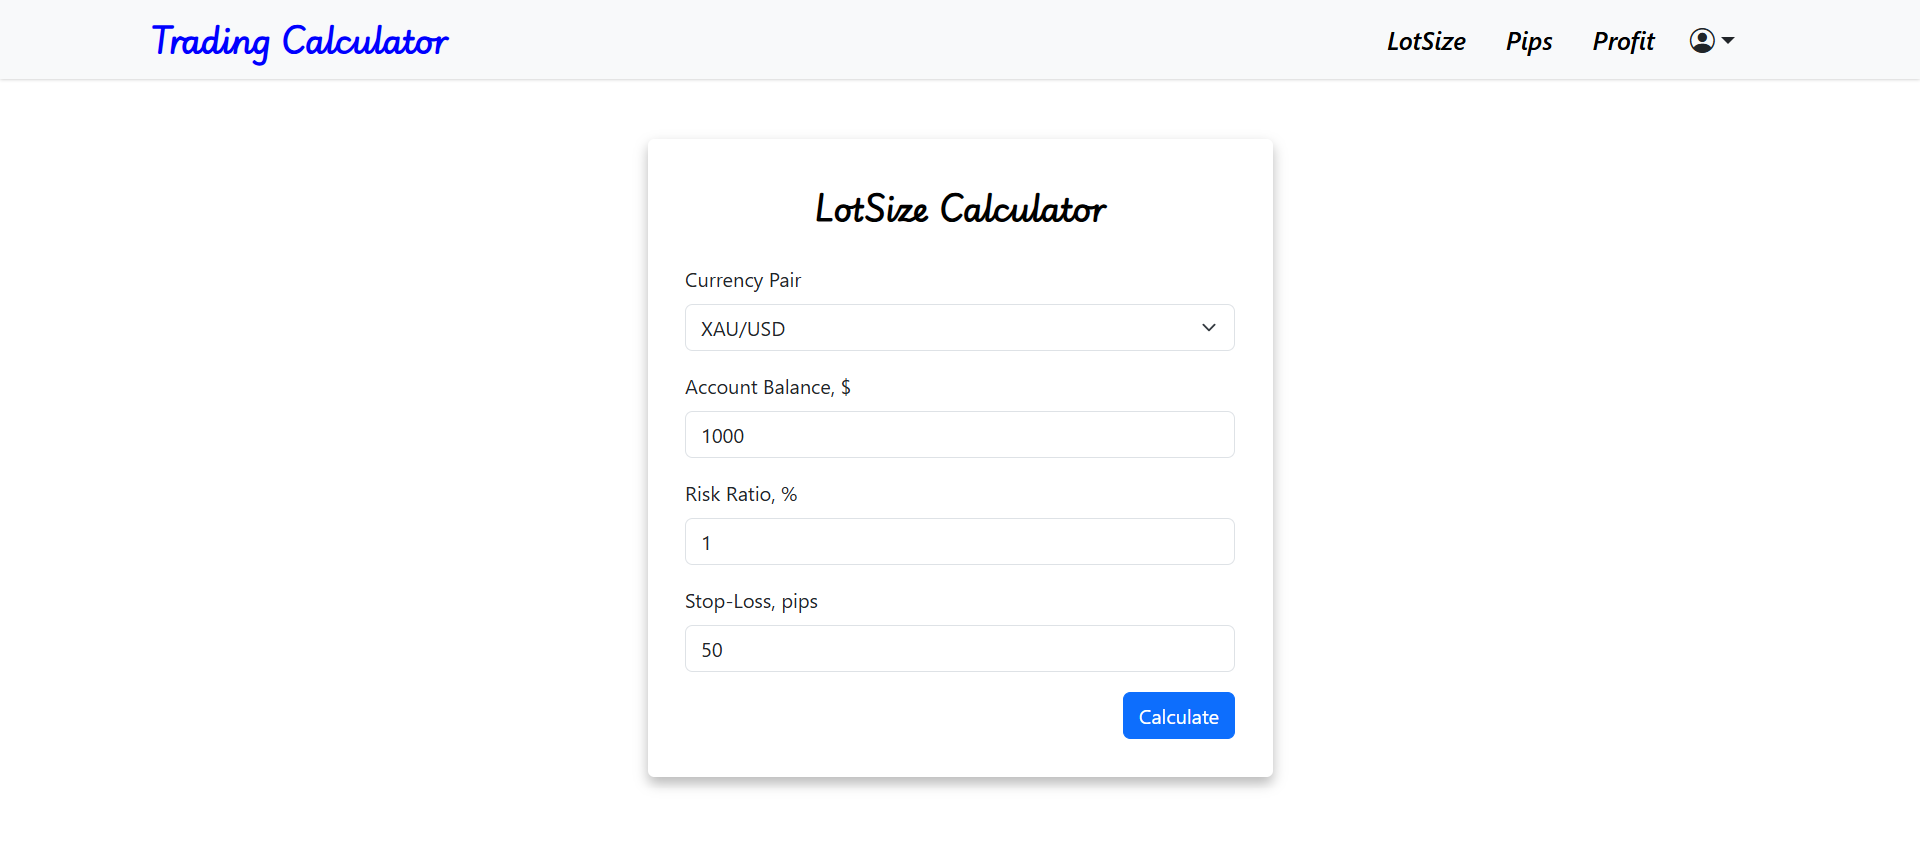 Trading Calculator
LotSize
Pips
Profit
LotSize Calculator
Currency Pair
XAU/USD
Account Balance, $
1000
Risk Ratio, %
1
Stop-Loss, pips
50
Calculate